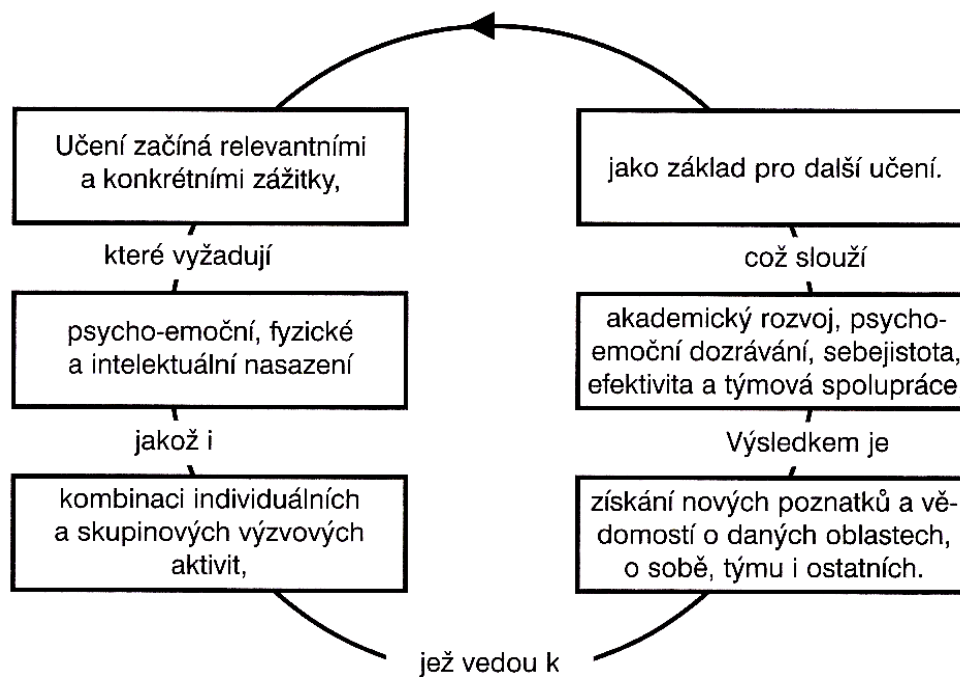 Učení začíná relevantními
a konkrétními zážitky,
které vyžadují
psycho-emoční, fyzické
a intelektuální nasazení
jakož i
kombinaci individuálních
a skupinových výzvových
aktivit,
jež vedou k
získání nových poznatků a vě-
domostí o daných oblastech,
o sobě, týmu i ostatních.
Výsledkem je
akademický rozvoj, psycho-
emoční dozrávání, sebejistota,
efektivita a týmová spolupráce
což slouží
jako základ pro další učení.